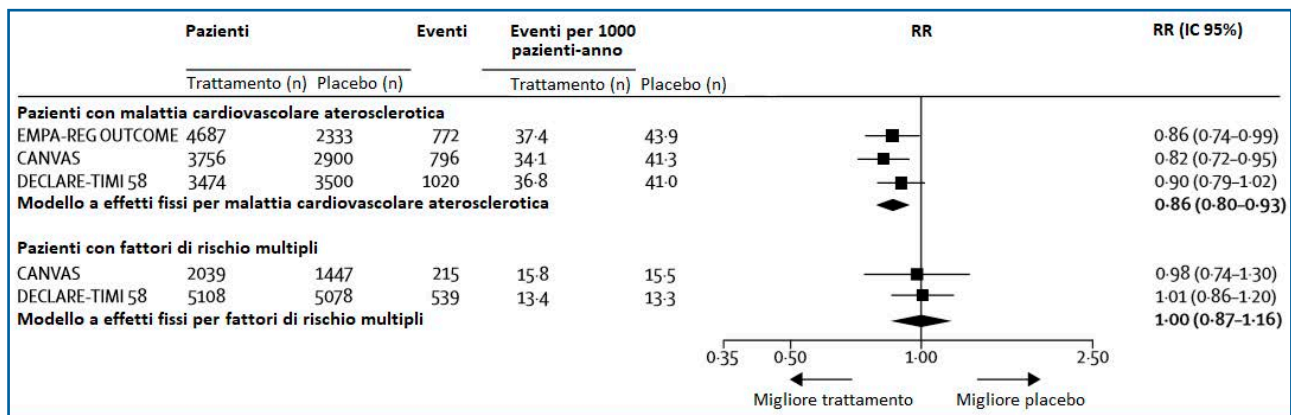 Pazienti Eventi Eventi per 1000 pazienti-anno RR RR (IC 95%)
Trattamento (n) Placebo (n) Trattamento (n) Placebo (n)
Pazienti con malattia cardiovascolare aterosclerotica
EMPA-REG OUTCOME 4687 2333 772 37·4 43·9 0·86 (0·74–0·99)
CANVAS 3756 2900 796 34·1 41·3 0·82 (0·72–0·95)
DECLARE-TIMI 58 3474 3500 1020 36·8 41·0 0·90 (0·79–1·02)
Modello a effetti fissi per malattia cardiovascolare aterosclerotica 0·86 (0·80–0·93)
Pazienti con fattori di rischio multipli
CANVAS 2039 1447 215 15·8 15·5 0·98 (0·74–1·30)
DECLARE-TIMI 58 5108 5078 539 13·4 13·3 1·01 (0·86–1·20)
Modello a effetti fissi per fattori di rischio multipli 1·00 (0·87–1·16)
0·35 0·50 1·00 2·50
Migliore trattamento Migliore placebo